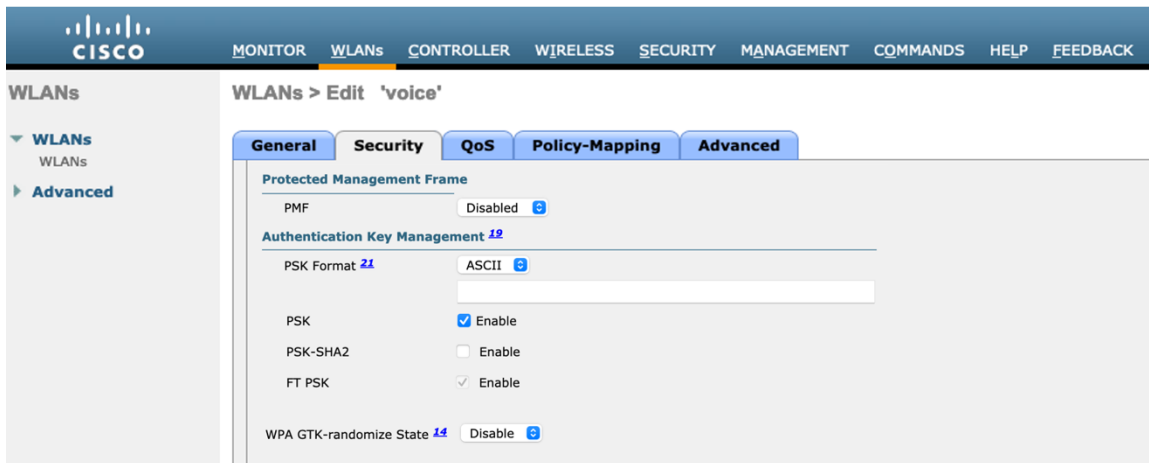 CISCO
MONITOR WLANs CONTROLLER WIRELESS SECURITY MANAGEMENT COMMANDS HELP FEEDBACK
WLANs
WLANs > Edit 'voice'
WLANs
WLANs
Advanced
General Security QoS Policy-Mapping Advanced
Protected Management Frame
PMF Disabled
Authentication Key Management 19
PSK Format 21 ASCII
PSK Enable
PSK-SHA2 Enable
FT PSK Enable
WPA GTK-randomize State 14 Disable